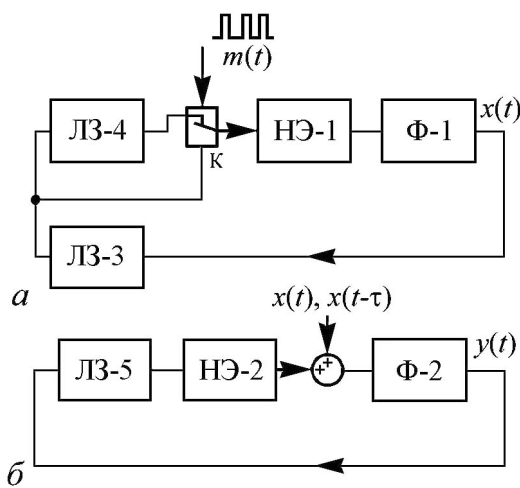 m(t)
ЛЗ-4
К
НЭ-1
Ф-1
x(t)
ЛЗ-3
а
x(t), x(t-τ)
ЛЗ-5
НЭ-2
++
Ф-2
y(t)
б